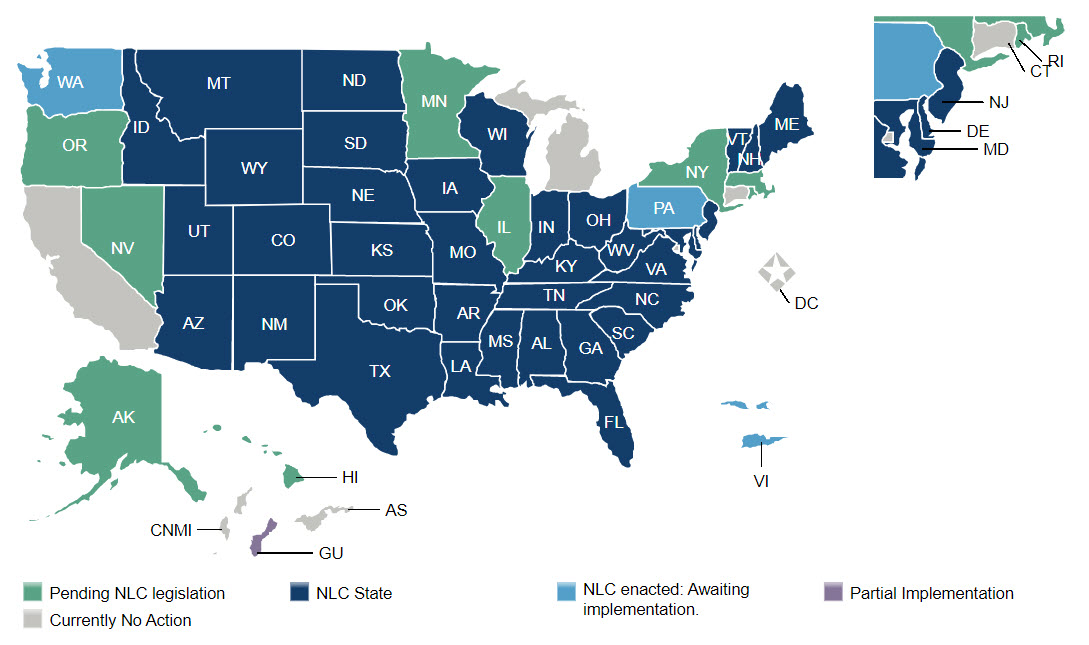 WA
MT
ND
MN
OR
ID
SD
WI
WY
NE
IA
NV
UT
CO
KS
MO
IL
IN
OH
PA
NY
VT
NH
ME
WV
KY
VA
AZ
NM
OK
AR
TN
NC
SC
MS
AL
GA
LA
TX
FL
RI
CT
NJ
DE
MD
DC
AK
HI
VI
AS
CNMI
GU
Pending NLC legislation
NLC State
NLC enacted: Awaiting
implementation.
Partial Implementation
Currently No Action